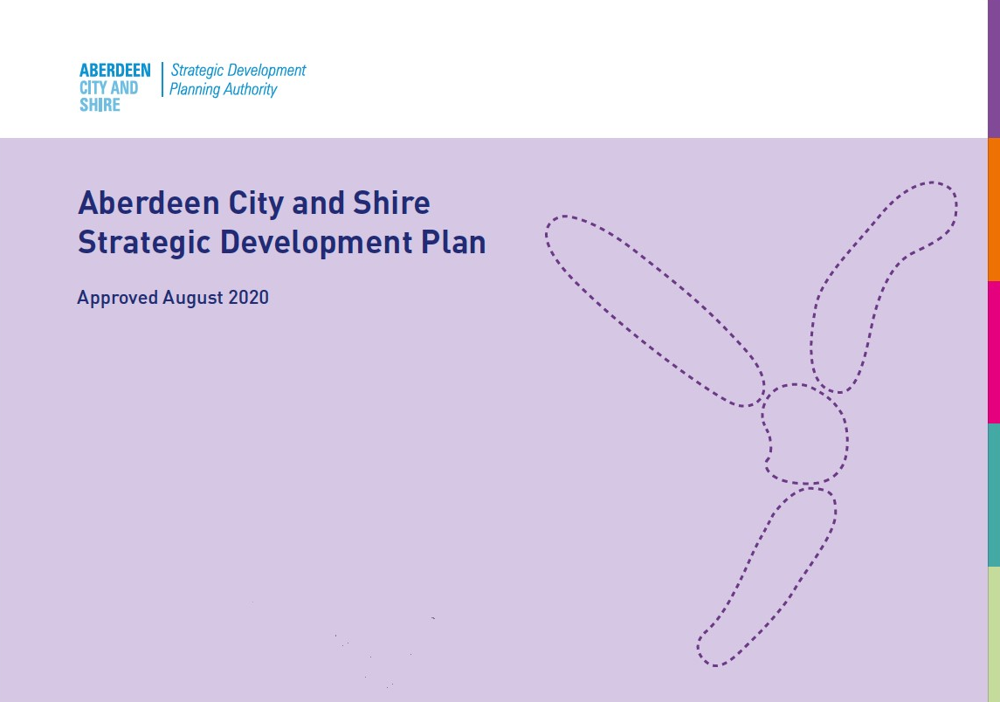 ABERDEEN
CITY AND
SHIRE
Strategic Development
Planning Authority
Aberdeen City and Shire
Strategic Development Plan
Approved August 2020